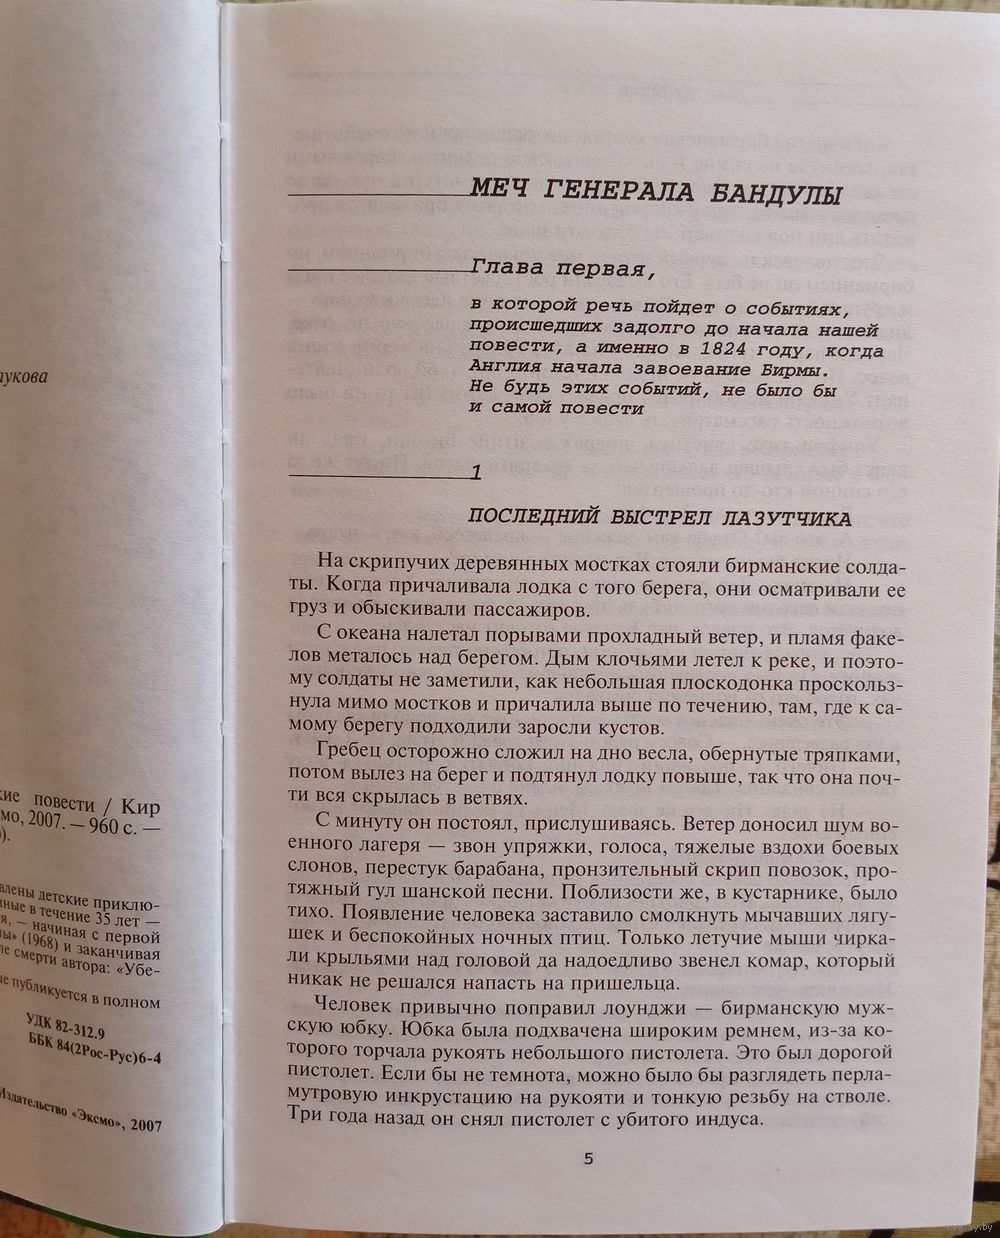 аукова
кие повести / Кир
мо, 2007. — 960 с. —
).
влены детские приклю-
ные в течение 35 лет —
я, — начиная с первой
ы» (1968) и заканчивая
ле смерти автора: «Убе-
не публикуется в полном
УДК 82-312.9
ББК 84(2Рос-Рус)6-4
Издательство «Эксмо», 2007
МЕЧ ГЕНЕРАЛА БАНДУЛЫ
Глава первая,
в которой речь пойдет о событиях,
происшедших задолго до начала нашей
повести, а именно в 1824 году, когда
Англия начала завоевание Бирмы.
Не будь этих событий, не было бы
и самой повести
1
ПОСЛЕДНИЙ ВЫСТРЕЛ ЛАЗУТЧИКА
На скрипучих деревянных мостках стояли бирманские солда-
ты. Когда причаливала лодка с того берега, они осматривали ее
груз и обыскивали пассажиров.
С океана налетал порывами прохладный ветер, и пламя факе-
лов металось над берегом. Дым клочьями летел к реке, и поэто-
му солдаты не заметили, как небольшая плоскодонка проскольз-
нула мимо мостков и причалила выше по течению, там, где к са-
мому берегу подходили заросли кустов.
Гребец осторожно сложил на дно весла, обернутые тряпками,
потом вылез на берег и подтянул лодку повыше, так что она поч-
ти вся скрылась в ветвях.
С минуту он постоял, прислушиваясь. Ветер доносил шум во-
енного лагеря — звон упряжки, голоса, тяжелые вздохи боевых
слонов, перестук барабана, пронзительный скрип повозок, про-
тяжный гул шанской песни. Поблизости же, в кустарнике, было
тихо. Появление человека заставило смолкнуть мычавших лягу-
шек и беспокойных ночных птиц. Только летучие мыши чирка-
ли крыльями над головой да надоедливо звенел комар, который
никак не решался напасть на пришельца.
Человек привычно поправил лоунджи — бирманскую муж-
скую юбку. Юбка была подхвачена широким ремнем, из-за ко-
торого торчала рукоять небольшого пистолета. Это был дорогой
пистолет. Если бы не темнота, можно было бы разглядеть перла-
мутровую инкрустацию на рукояти и тонкую резьбу на стволе.
Три года назад он снял пистолет с убитого индуса.
5